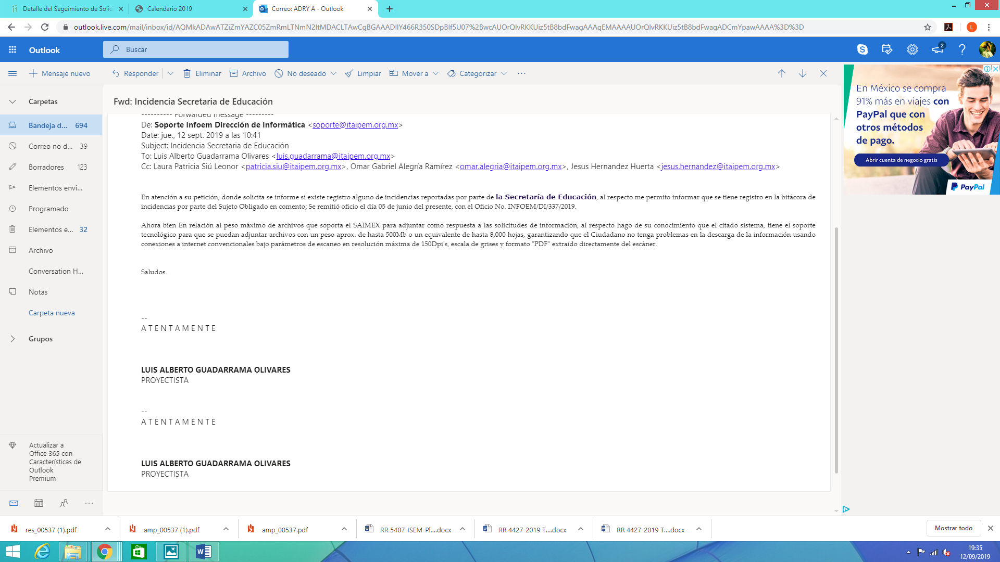 Detalle del Seguimiento de Solici
Calendario 2019
Correo: ADRY A - Outlook
outlook.live.com/mail/inbox/id/AQMkADAwATZiZmYAZC05ZmRmLTNmN2ItMDACLTAwCgBGAAADIlY466R350SDpBIf5U07%2BwcAUOrQIvRKKUiz5tB8bdFwagAAAgEMAAAAUOrQIvRKKUiz5tB8bdFwagADCmYpawAAAA%3D%3D
L
Outlook
Buscar
2
Mensaje nuevo
Responder
Eliminar
Archivo
No deseado
Limpiar
Mover a
Categorizar
Carpetas
Bandeja d... 694
Correo no d... 39
Borradores 123
Elementos envi...
Programado
Elementos e... 32
Archivo
Conversation H...
Notas
Carpeta nueva
Grupos
Actualizar a
Office 365 con
Características de
Outlook
Premium
Fwd: Incidencia Secretaria de Educación
---------- Forwarded message ---------
De: Soporte Infoem Dirección de Informática <soporte@itaipem.org.mx>
Date: jue., 12 sept. 2019 a las 10:41
Subject: Incidencia Secretaria de Educación
To: Luis Alberto Guadarrama Olivares <luis.guadarrama@itaipem.org.mx>
Cc: Laura Patricia Siú Leonor <patricia.siu@itaipem.org.mx>, Omar Gabriel Alegría Ramírez <omar.alegria@itaipem.org.mx>, Jesus Hernandez Huerta <jesus.hernandez@itaipem.org.mx>
En atención a su petición, donde solicita se informe si existe registro alguno de incidencias reportadas por parte de la Secretaría de Educación, al respecto me permito informar que se tiene registro en la bitácora de
incidencias por parte del Sujeto Obligado en comento; Se remitió oficio el día 05 de junio del presente, con el Oficio No. INFOEM/DI/337/2019.
Ahora bien En relación al peso máximo de archivos que soporta el SAIMEX para adjuntar como respuesta a las solicitudes de información, al respecto hago de su conocimiento que el citado sistema, tiene el soporte
tecnológico para que se puedan adjuntar archivos con un peso aprox. de hasta 500Mb o un equivalente de hasta 8,000 hojas, garantizando que el Ciudadano no tenga problemas en la descarga de la información usando
conexiones a internet convencionales bajo parámetros de escaneo en resolución máxima de 150Dpi's, escala de grises y formato "PDF" extraído directamente del escáner.
Saludos.
--
A T E N T A M E N T E
LUIS ALBERTO GUADARRAMA OLIVARES
PROYECTISTA
--
A T E N T A M E N T E
LUIS ALBERTO GUADARRAMA OLIVARES
PROYECTISTA
En México se compra
91% más en viajes con
PayPal que con
otros métodos
de pago.
Abrir cuenta de negocio gratis
PayPal
res_00537 (1).pdf
amp_00537 (1).pdf
amp_00537.pdf
RR 5407-ISEM-Pl....docx
RR 4427-2019 T....docx
RR 4427-2019 T....docx
Mostrar todo
19:35
12/09/2019